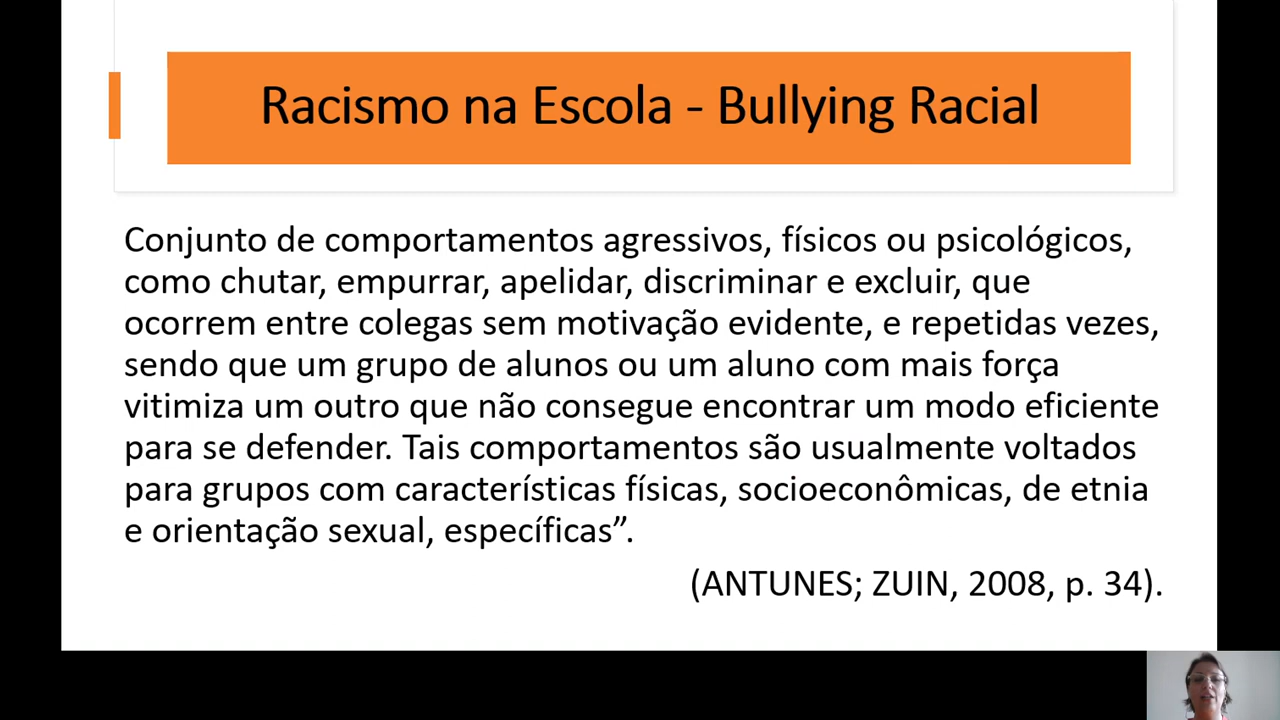 Racismo na Escola - Bullying Racial
Conjunto de comportamentos agressivos, físicos ou psicológicos,
como chutar, empurrar, apelidar, discriminar e excluir, que
ocorrem entre colegas sem motivação evidente, e repetidas vezes,
sendo que um grupo de alunos ou um aluno com mais força
vitimiza um outro que não consegue encontrar um modo eficiente
para se defender. Tais comportamentos são usualmente voltados
para grupos com características físicas, socioeconômicas, de etnia
e orientação sexual, específicas”.
(ANTUNES; ZUIN, 2008, p. 34).